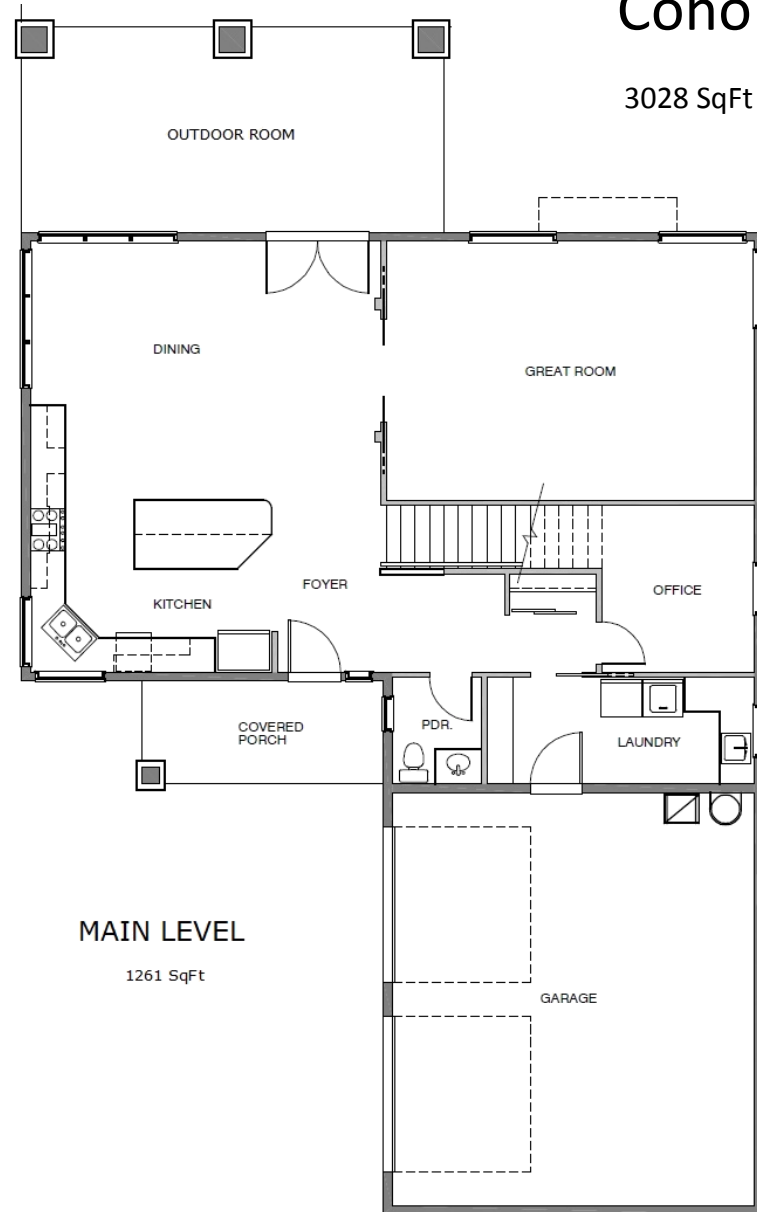 Coho
3028 SqFt
OUTDOOR ROOM
DINING
GREAT ROOM
FOYER
KITCHEN
OFFICE
COVERED
PORCH
PDR.
LAUNDRY
MAIN LEVEL
1261 SqFt
GARAGE